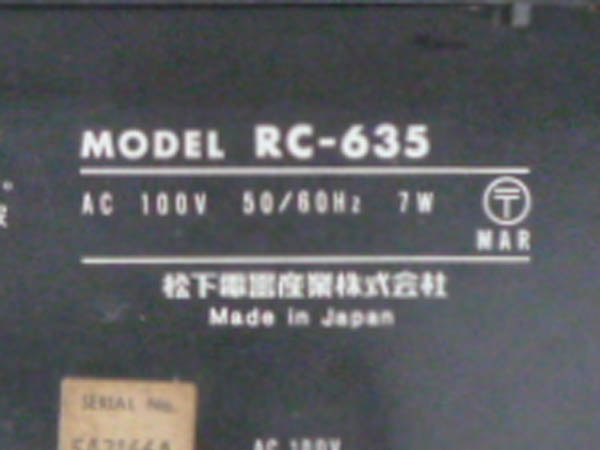 MODEL RC-635
AC 100V 50/60Hz 7W 〒
MAR
松下電器産業株式会社
Made in Japan
SERIAL No.
AC 100V